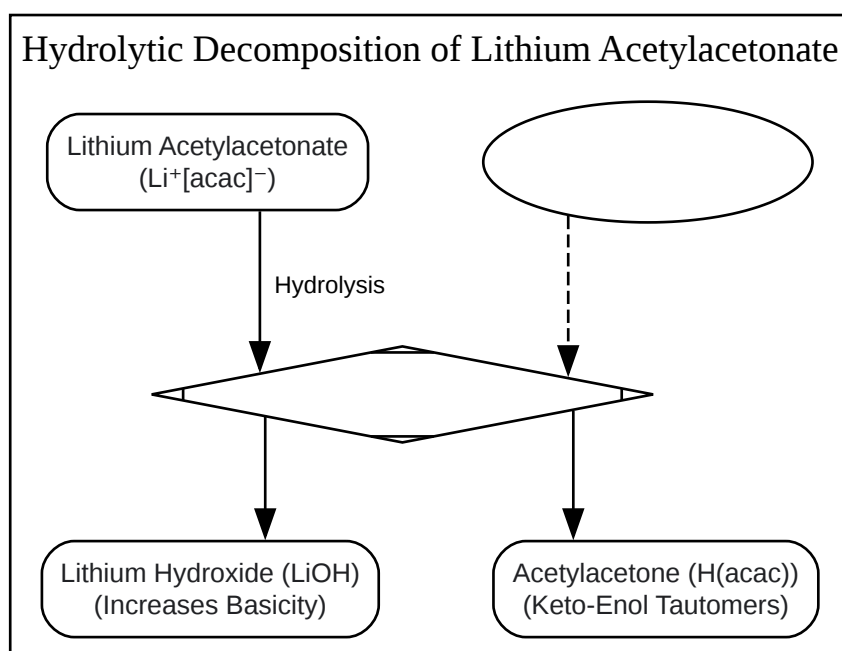 Hydrolytic Decomposition of Lithium Acetylacetonate
Lithium Acetylacetonate
(Li⁺[acac]⁻)
Hydrolysis
Lithium Hydroxide (LiOH)
(Increases Basicity)
Acetylacetone (H(acac))
(Keto-Enol Tautomers)